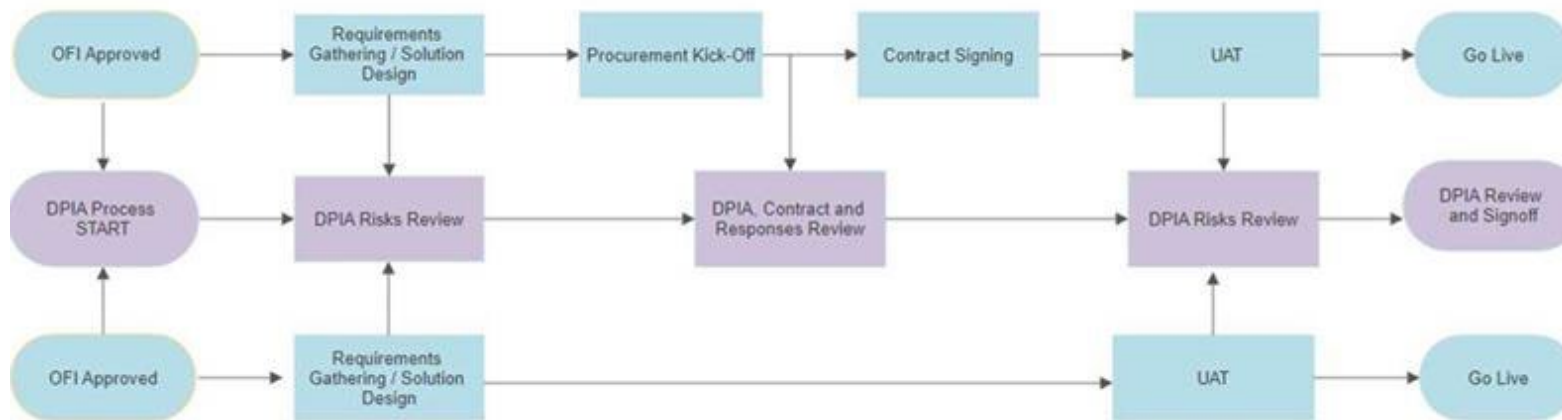 OFI Approved
Requirements
Gathering / Solution
Design
Procurement Kick-Off
Contract Signing
UAT
Go Live
DPIA Process
START
DPIA Risks Review
DPIA, Contract and
Responses Review
DPIA Risks Review
DPIA Review
and Signoff
OFI Approved
Requirements
Gathering / Solution
Design
UAT
Go Live